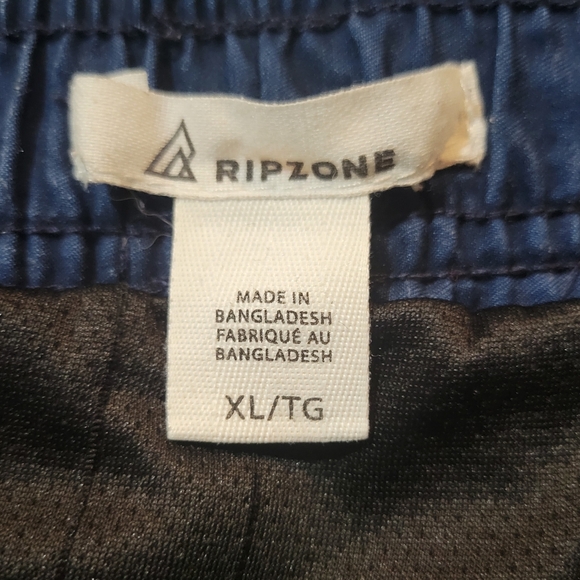 RIPZONE
MADE IN
BANGLADESH
FABRIQUÉ AU
BANGLADESH
XL/TG